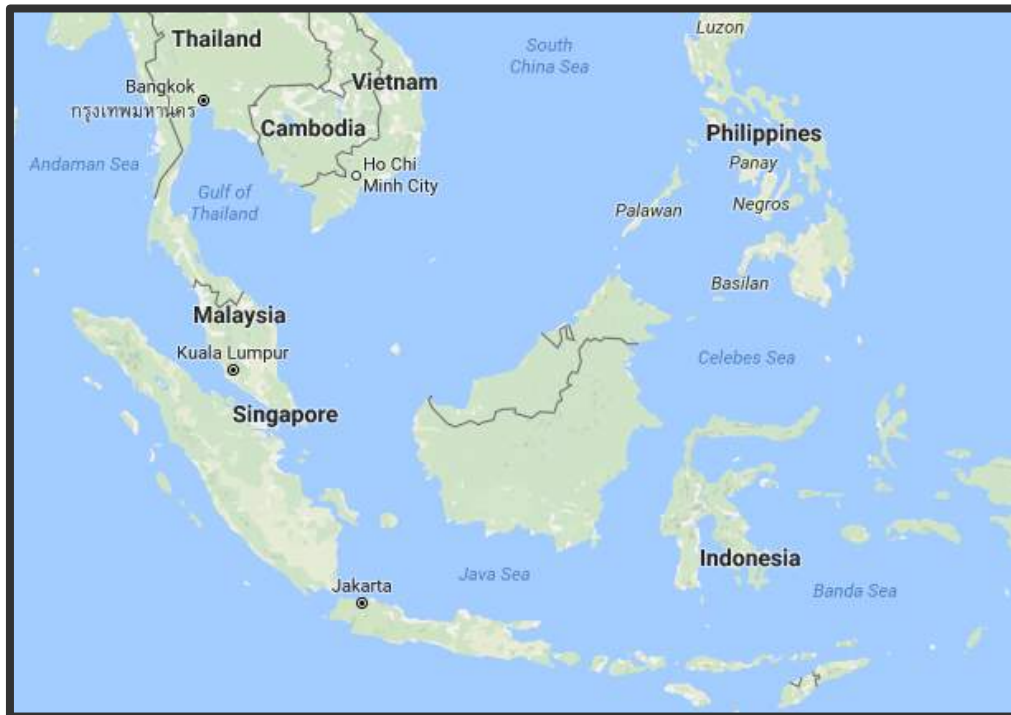 Luzon
Thailand
South
China Sea
Vietnam
Bangkok
กรุงเทพมหานคร
Cambodia
Philippines
Andaman Sea
Ho Chi
Minh City
Panay
Gulf of
Thailand
Palawan
Negros
Basilan
Malaysia
Kuala Lumpur
Celebes Sea
Singapore
Indonesia
Java Sea
Jakarta
Banda Sea